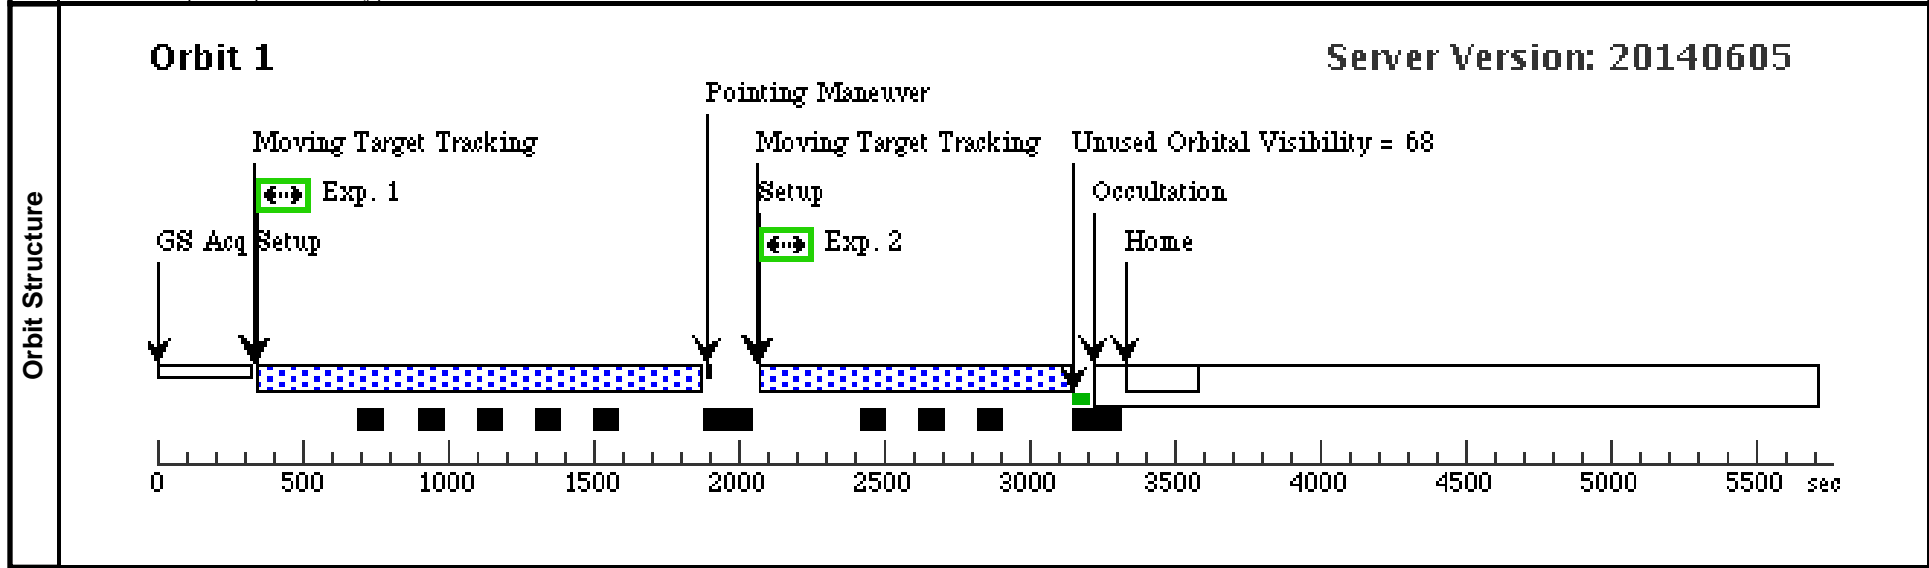 Orbit Structure
Orbit 1
Server Version: 20140605
Pointing Maneuver
Moving Target Tracking
Moving Target Tracking
Unused Orbital Visibility = 68
Exp. 1
Setup
Occultation
GS Acq
Setup
Exp. 2
Home
0 500 1000 1500 2000 2500 3000 3500 4000 4500 5000 5500 sec